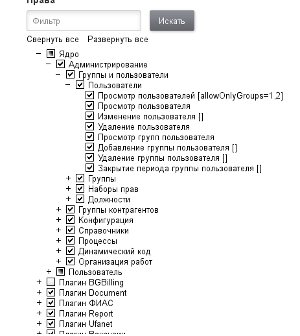 Права
Фильтр
Искать
Свернуть все Развернуть все
Ядро
Администрирование
Группы и пользователи
Пользователи
Просмотр пользователей [allowOnlyGroups=1,2]
Просмотр пользователя
Изменение пользователя []
Удаление пользователя
Просмотр групп пользователя
Добавление группы пользователя []
Удаление группы пользователя []
Закрытие периода группы пользователя []
Группы
Наборы прав
Должности
Группы контрагентов
Конфигурация
Справочники
Процессы
Динамический код
Организация работ
Пользователь
Плагин BGBilling
Плагин Document
Плагин ФИАС
Плагин Report
Плагин Ufanet
Плагин